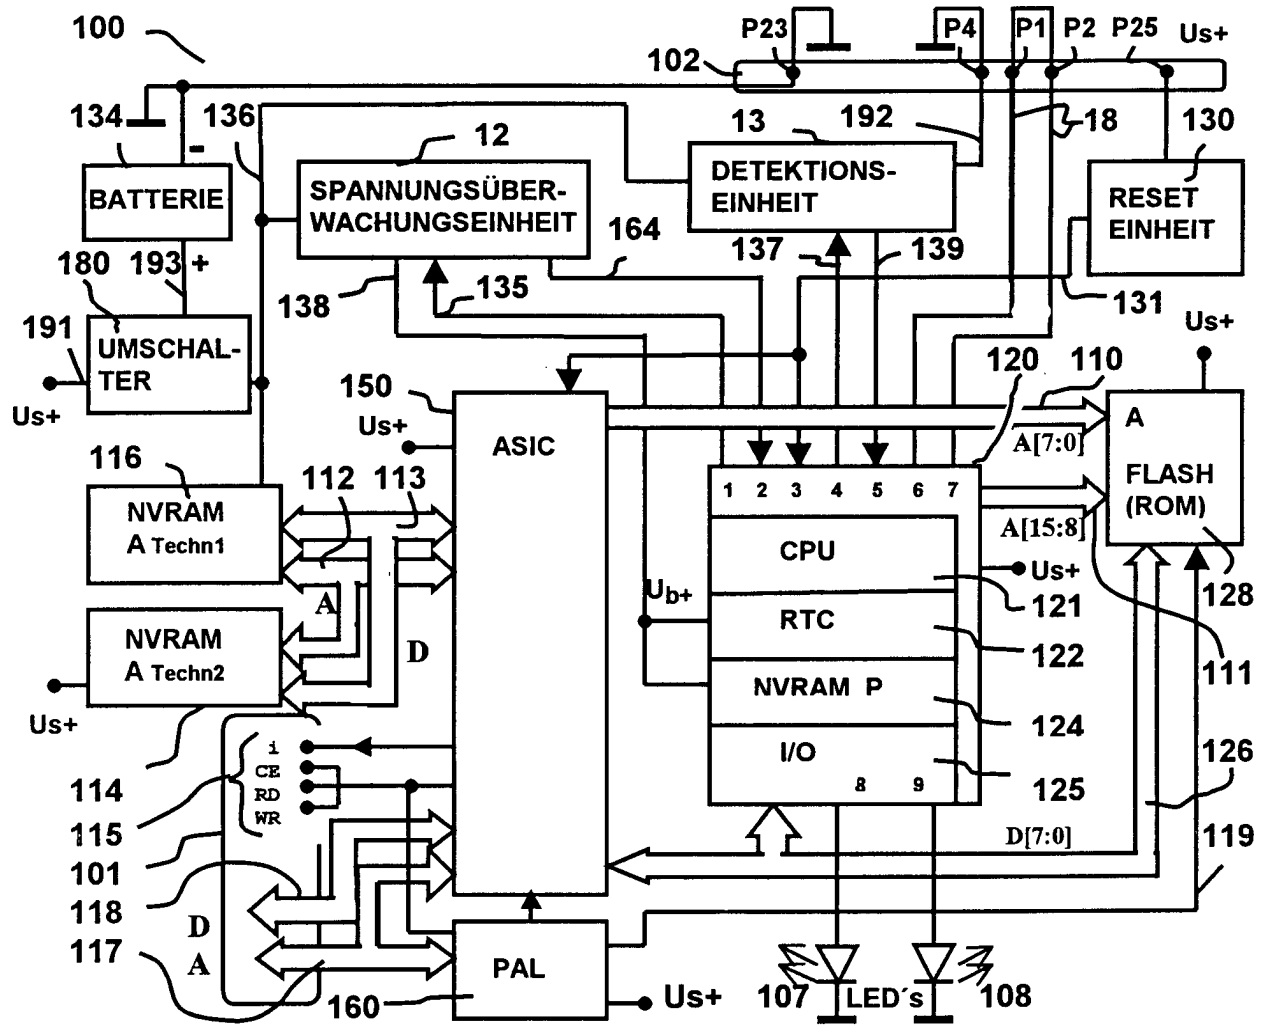 100
P23
P4
P1
P2
P25
Us+
102
134
136
12
13
192
18
130
-
BATTERIE
SPANNUNGSÜBER-
WACHUNGSEINHEIT
DETEKTIONS-
EINHEIT
RESET
EINHEIT
180
193
+
164
137
139
138
135
131
191
UMSCHAL-
TER
Us+
Us+
120
110
150
Us+
ASIC
A
A[7:0]
116
112
113
FLASH
(ROM)
1 2 3 4 5 6 7
NVRAM
A Techn1
A[15:8]
CPU
Us+
Ub+
121
128
A
NVRAM
A Techn2
D
RTC
122
111
NVRAM P
Us+
124
i
CE
RD
WR
I/O
126
114
8 9
125
115
D[7:0]
119
101
118
D
117
A
PAL
160
Us+
107
LED´s
108